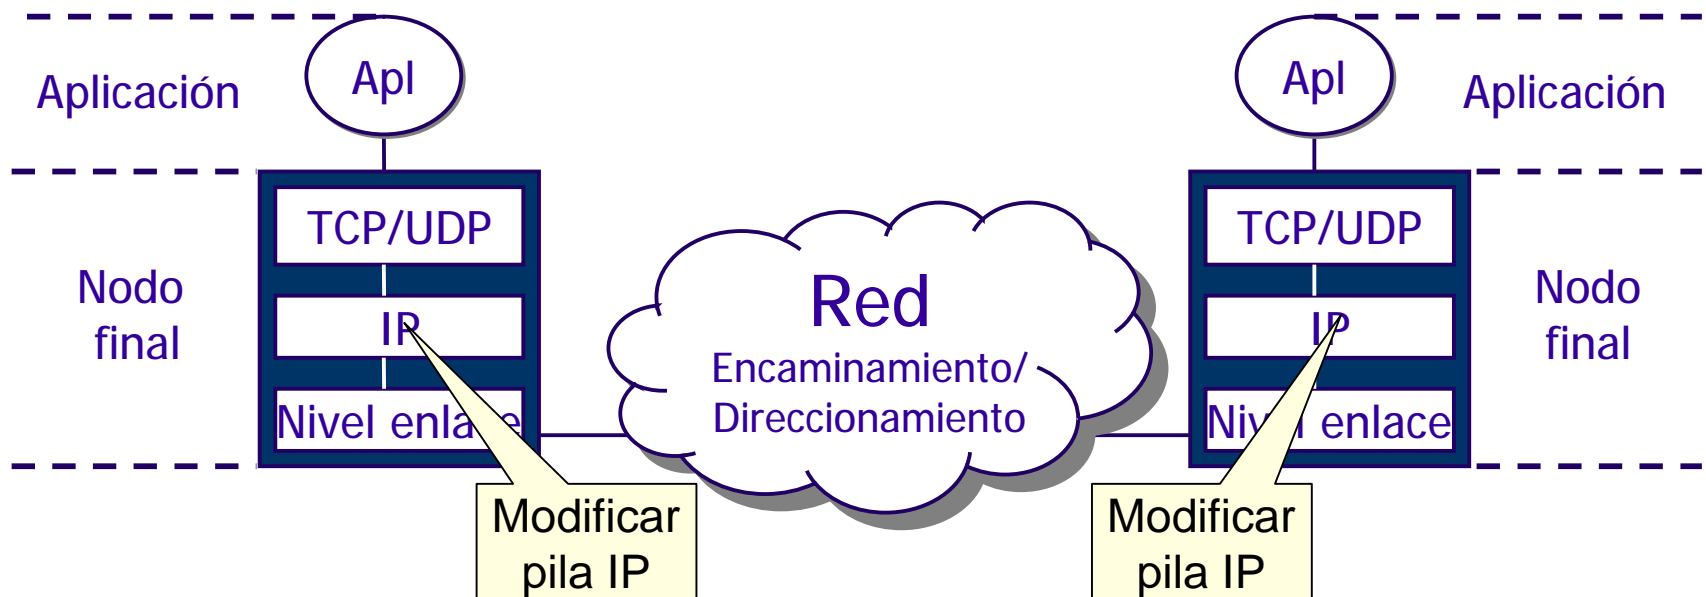 Aplicación
Apl
Apl
Aplicación
TCP/UDP
TCP/UDP
Nodo
final
IP
Nivel enlace
Red
Encaminamiento/
Direccionamiento
IP
Nivel enlace
Nodo
final
Modificar
pila IP
Modificar
pila IP